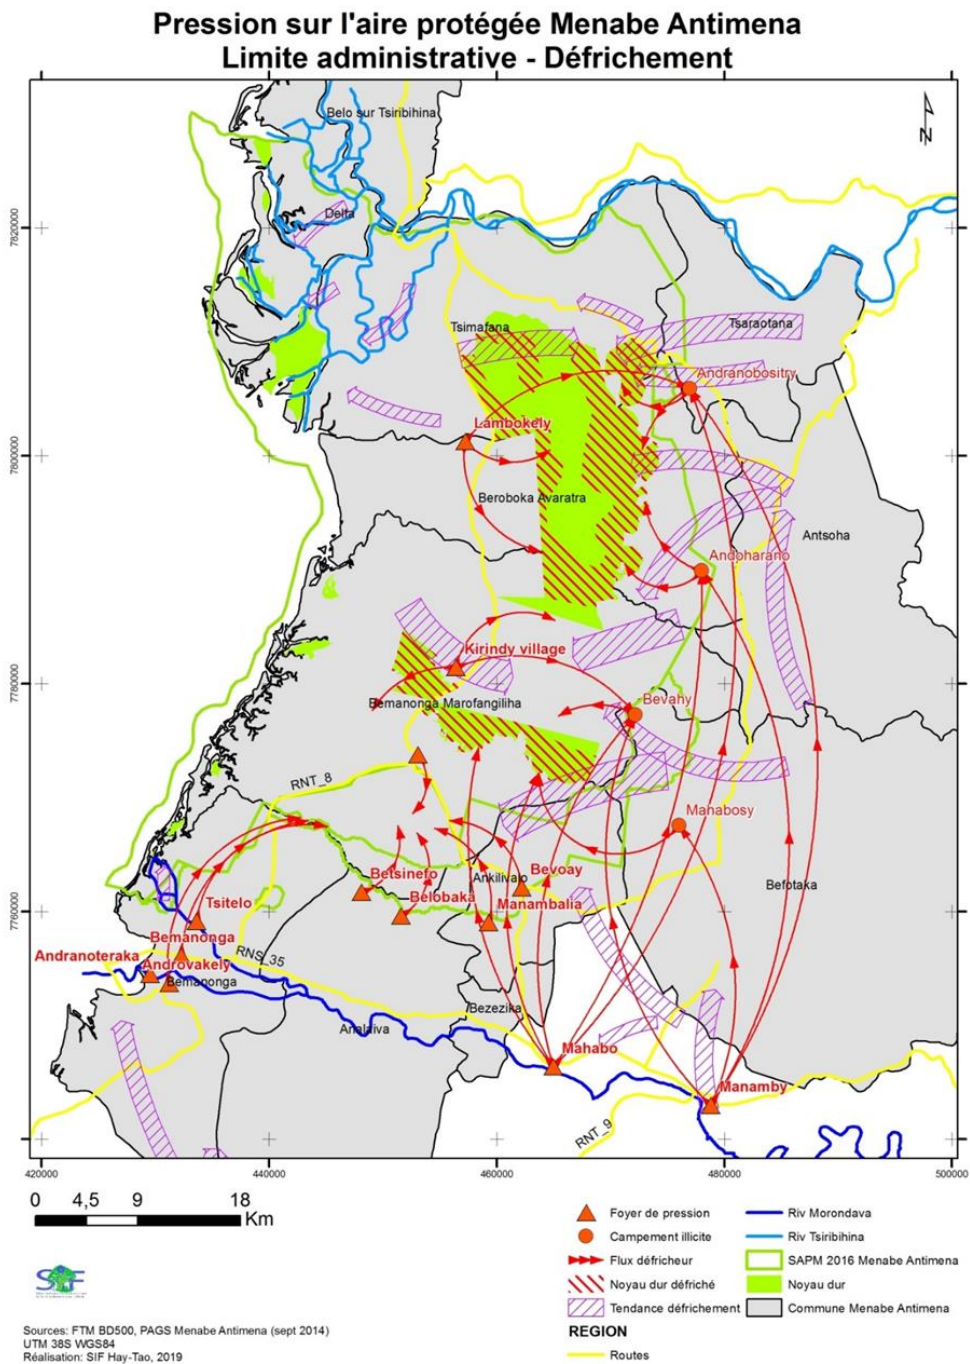 Pression sur l'aire protégée Menabe Antimena
Limite administrative - Défrichement
Belo sur Tsiribihina
N
Delta
7820000
Tsimafana
Tsaraotana
Andranobositry
Lambokely
7800000
Beroboka Avaratra
Antsoha
Andoharano
Kirindy village
7780000
Bemanonga Marofangiliha
Bevahy
RNT_8
Mahabosy
Betsinefo
Ankilivalo
Bevoay
Befotaka
Tsitelo
Belobaka
Manambalia
7760000
Bemanonga
Andranoteraka
RNS_35
Androvakely
Bemanonga
Bezezika
Analaiva
Mahabo
Manamby
RNT_9
420000
440000
460000
480000
500000
0 4,5 9 18
Km
Foyer de pression
Riv Morondava
Campement illicite
Riv Tsiribihina
Flux défricheur
SAPM 2016 Menabe Antimena
Noyau dur défriché
Noyau dur
Tendance défrichement
Commune Menabe Antimena
REGION
Routes
SIF
Sources: FTM BD500, PAGS Menabe Antimena (sept 2014)
UTM 38S WGS84
Réalisation: SIF Hay-Tao, 2019